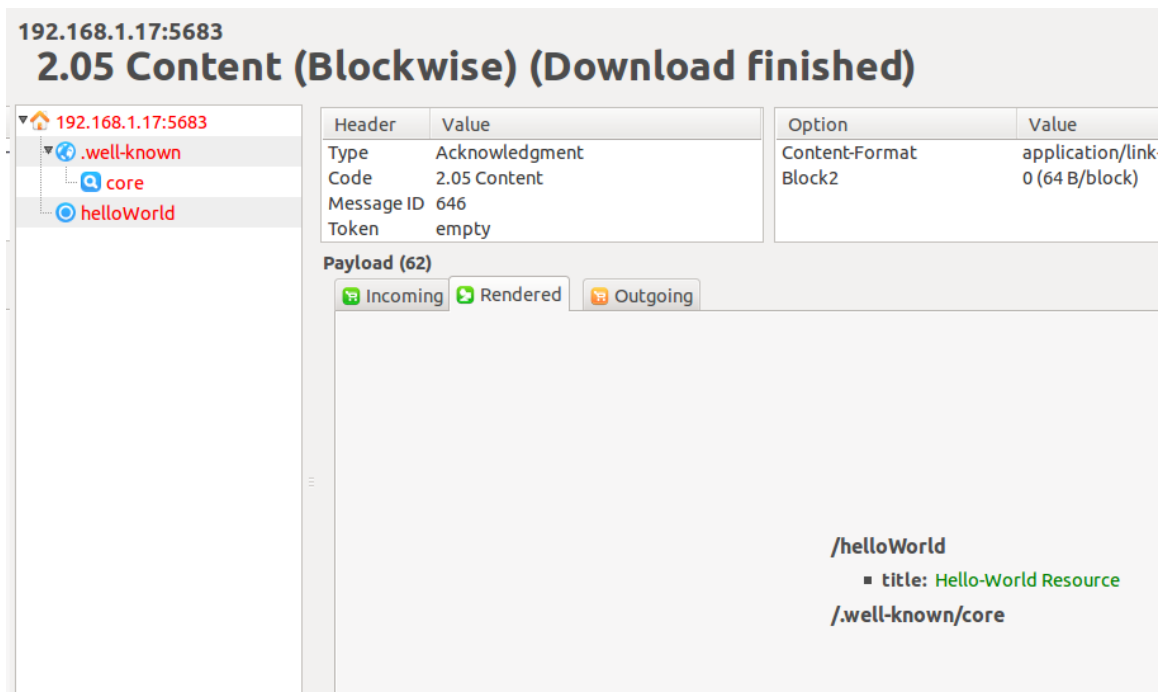 192.168.1.17:5683
2.05 Content (Blockwise) (Download finished)
192.168.1.17:5683
.well-known
core
helloWorld
Header Value
Type Acknowledgment
Code 2.05 Content
Message ID 646
Token empty
Option Value
Content-Format application/link-
Block2 0 (64 B/block)
Payload (62)
Incoming Rendered Outgoing
/helloWorld
title: Hello-World Resource
/.well-known/core